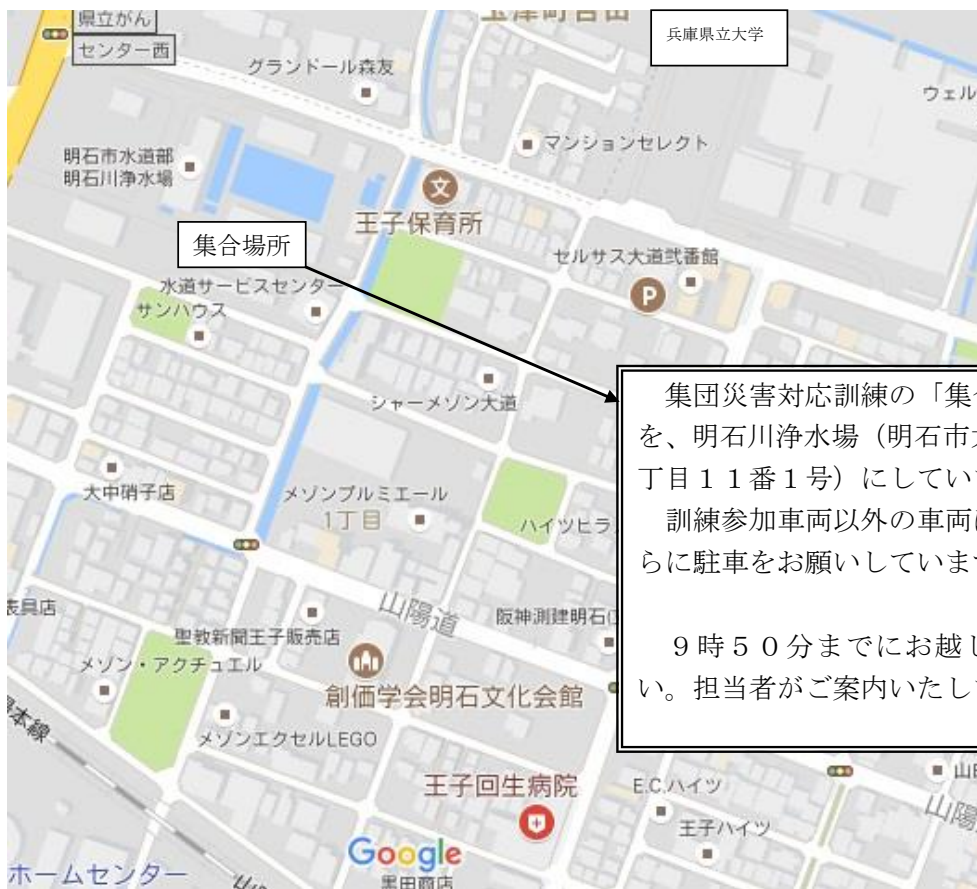 県立がん
センター西
兵庫県立大学
グランドール森友
ウェル
マンションセレクト
明石市水道部
明石川浄水場
王子保育所
集合場所
セルサス大道弐番館
P
水道サービスセンター
サンハウス
シャーメゾン大道
集団災害対応訓練の「集合
を、明石川浄水場（明石市
丁目１１番１号）にしてい
訓練参加車両以外の車両
らに駐車をお願いしています
９時５０分までにお越し
い。担当者がご案内いたし
大中硝子店
メゾンプルミエール
1丁目
ハイツヒラ
山陽道
阪神測建明石
表具店
聖教新聞王子販売店
メゾン・アクチュエル
創価学会明石文化会館
メゾンエクセルLEGO
本線
王子回生病院
E.C.ハイツ
山陽
王子ハイツ
Google
黒田商店
ホームセンター